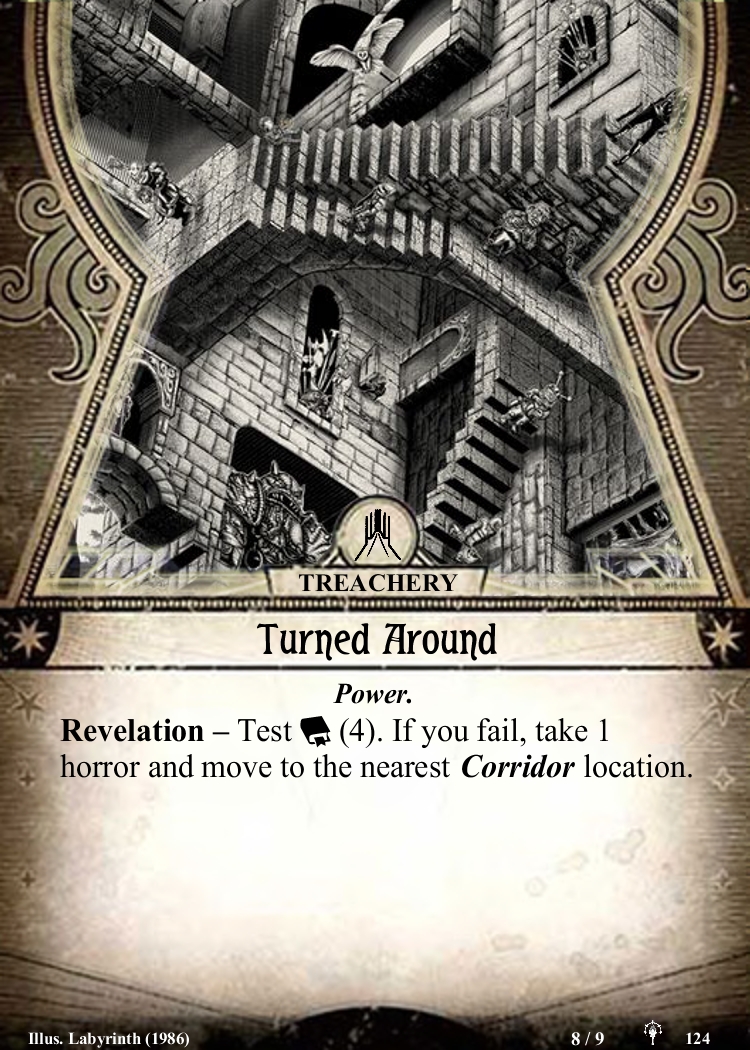 TREACHERY
Turned Around
Power.
Revelation – Test (4). If you fail, take 1
horror and move to the nearest Corridor location.
Illus. Labyrinth (1986) 8 / 9 124